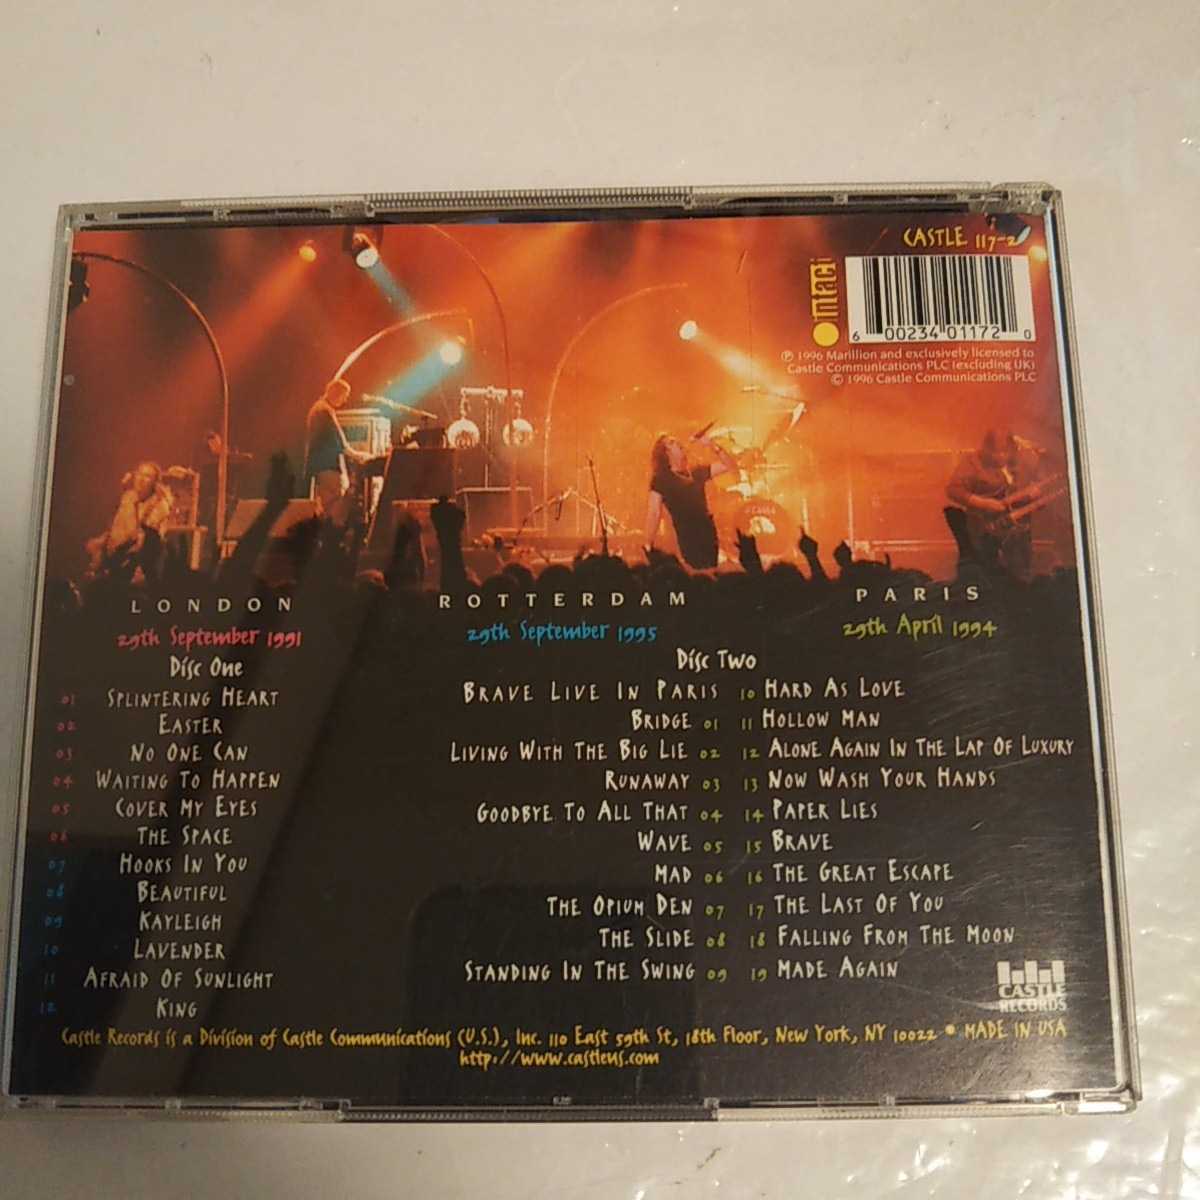 CASTLE 117-2
6 00234 01172 0
℗ 1996 Marillion and exclusively licensed to
Castle Communications PLC (excluding UK)
© 1996 Castle Communications PLC
LONDON
29th September 1991
Disc One
01 SPLINTERING HEART
02 EASTER
03 NO ONE CAN
04 WAITING TO HAPPEN
05 COVER MY EYES
06 THE SPACE
07 HOOKS IN YOU
08 BEAUTIFUL
09 KAYLEIGH
10 LAVENDER
11 AFRAID OF SUNLIGHT
12 KING
ROTTERDAM
29th September 1995
PARIS
29th April 1994
Disc Two
BRAVE LIVE IN PARIS
BRIDGE 01
LIVING WITH THE BIG LIE 02
RUNAWAY 03
GOODBYE TO ALL THAT 04
WAVE 05
MAD 06
THE OPIUM DEN 07
THE SLIDE 08
STANDING IN THE SWING 09
10 HARD AS LOVE
11 HOLLOW MAN
12 ALONE AGAIN IN THE LAP OF LUXURY
13 NOW WASH YOUR HANDS
14 PAPER LIES
15 BRAVE
16 THE GREAT ESCAPE
17 THE LAST OF YOU
18 FALLING FROM THE MOON
19 MADE AGAIN
CASTLE
RECORDS
Castle Records is a Division of Castle Communications (U.S.), Inc. 110 East 59th St, 18th Floor, New York, NY 10022 • MADE IN USA
http://www.castleus.com